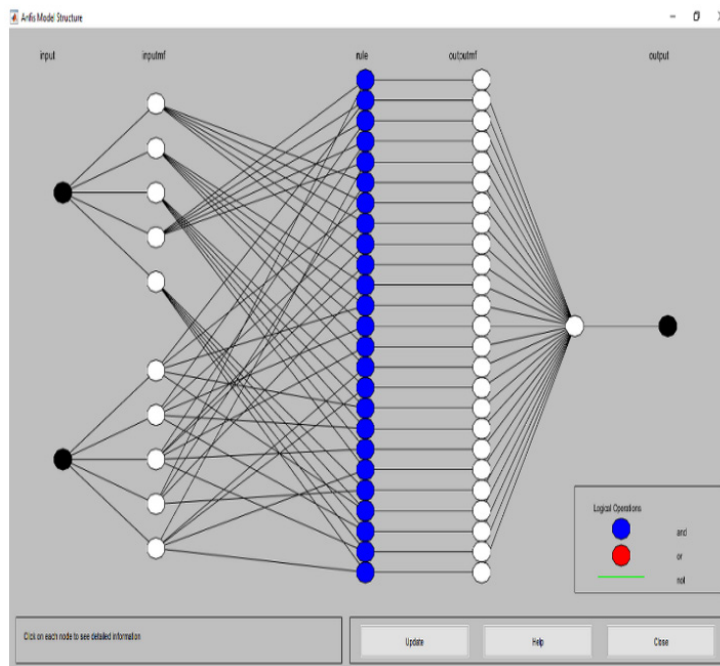 Anfis Model Structure
input
inputmf
rule
outputmf
output
Logical Operations
and
or
not
Click on each node to see detailed information
Update
Help
Close